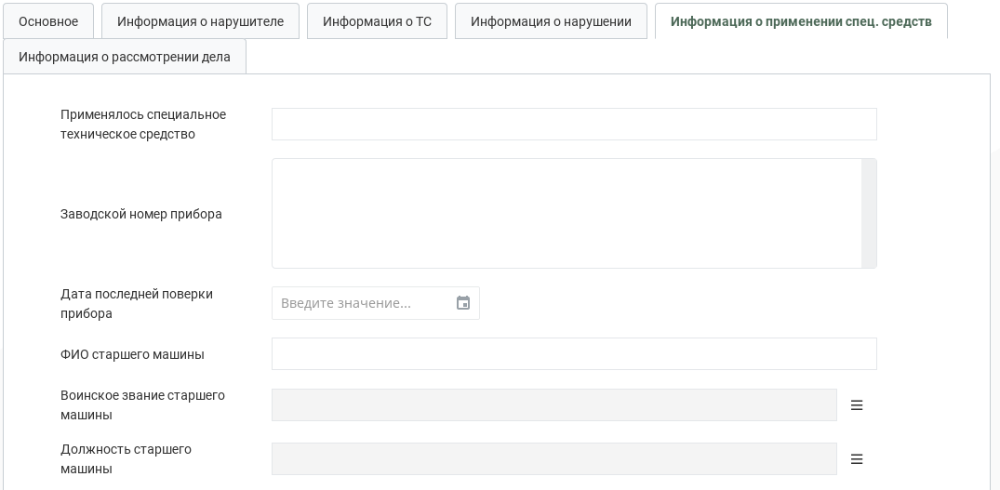 Основное
Информация о нарушителе
Информация о ТС
Информация о нарушении
Информация о применении спец. средств
Информация о рассмотрении дела
Применялось специальное
техническое средство
Заводской номер прибора
Дата последней поверки
прибора
Введите значение...
ФИО старшего машины
Воинское звание старшего
машины
Должность старшего
машины